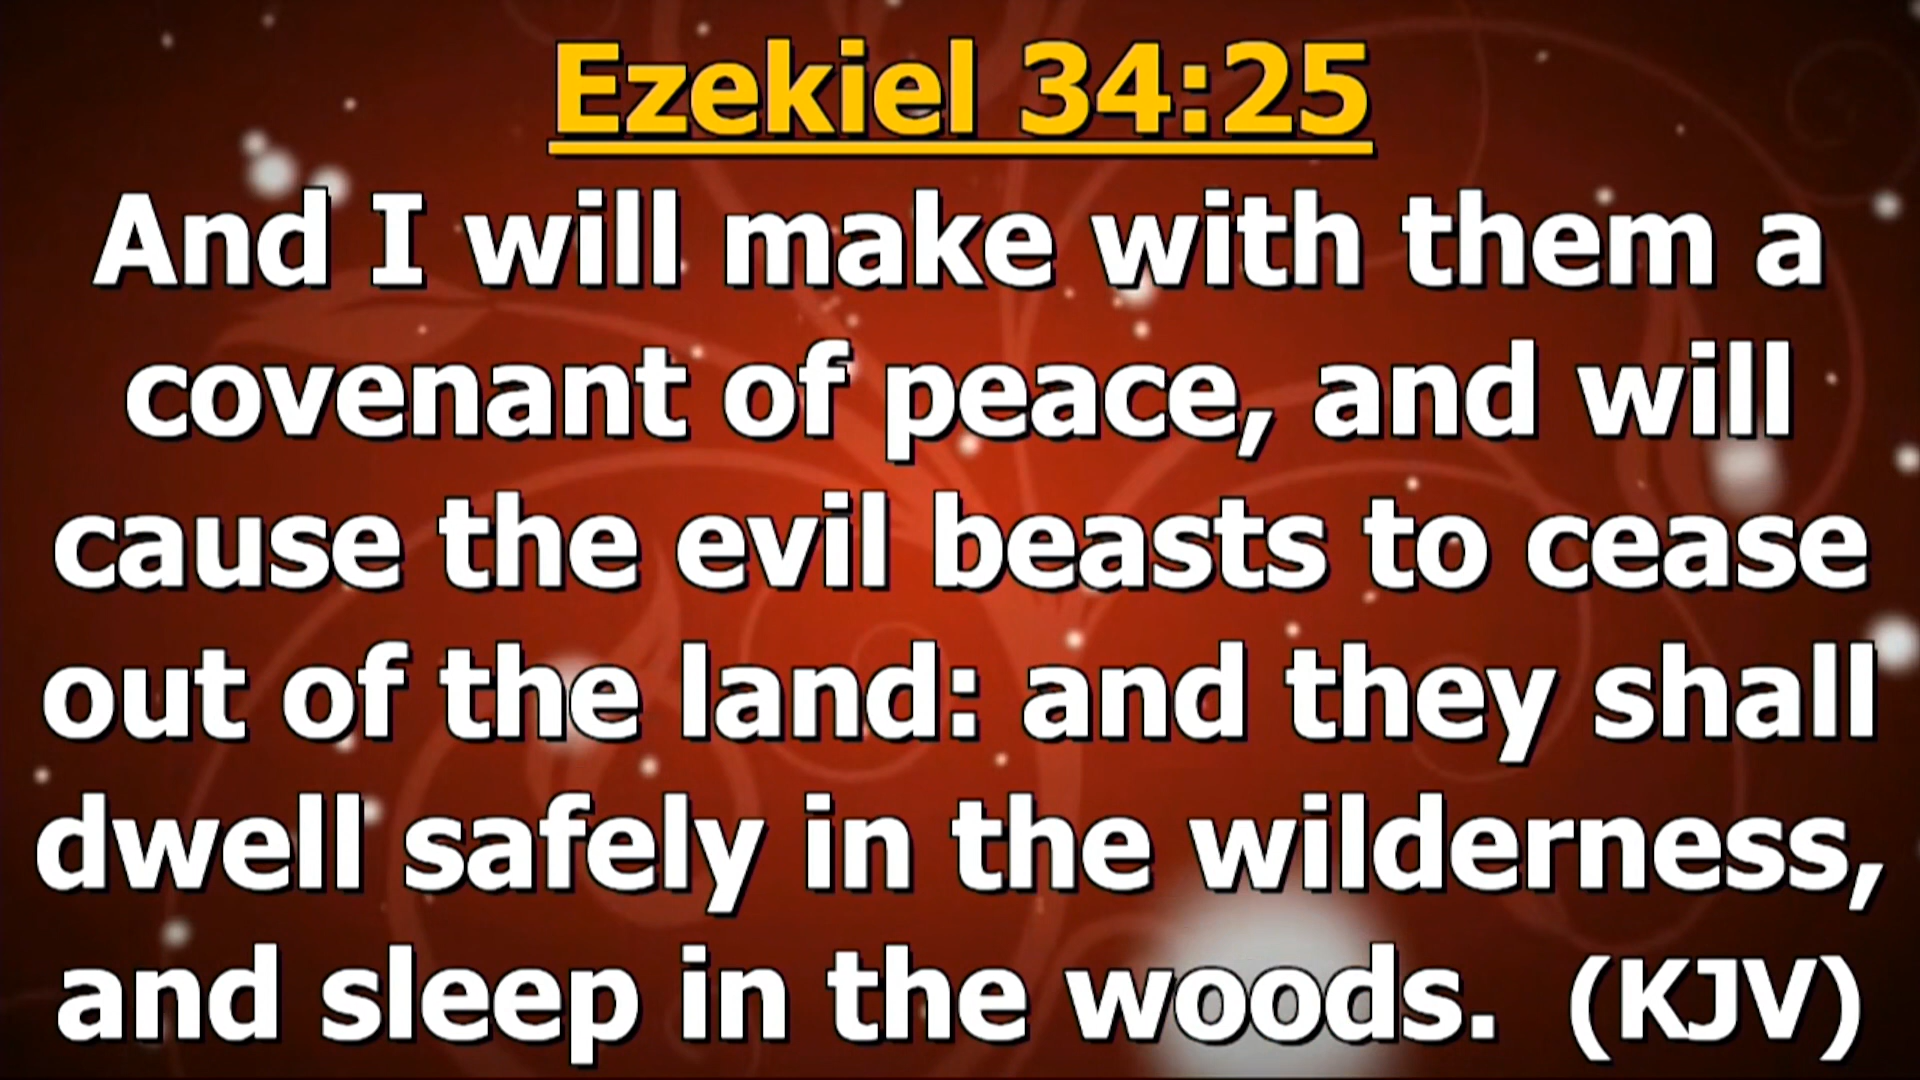 Ezekiel 34:25
And I will make with them a
covenant of peace, and will
cause the evil beasts to cease
out of the land: and they shall
dwell safely in the wilderness,
and sleep in the woods. (KJV)